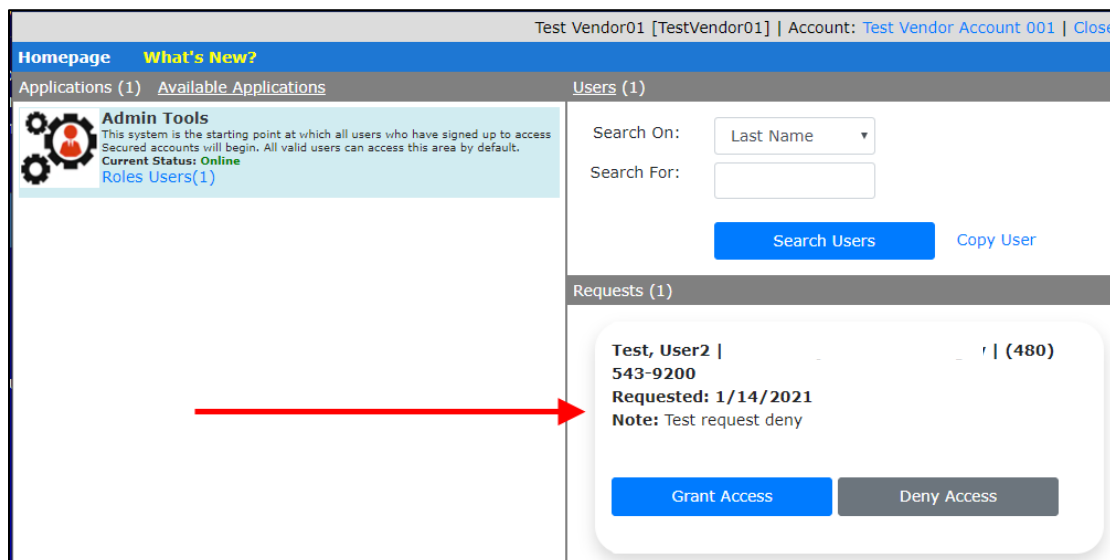 Test Vendor01 [TestVendor01] | Account: Test Vendor Account 001 | Close
Homepage What's New?
Applications (1) Available Applications
Admin Tools
This system is the starting point at which all users who have signed up to access
Secured accounts will begin. All valid users can access this area by default.
Current Status: Online
Roles Users(1)
Users (1)
Search On: Last Name
Search For:
Search Users Copy User
Requests (1)
Test, User2 | | (480)
543-9200
Requested: 1/14/2021
Note: Test request deny
Grant Access Deny Access